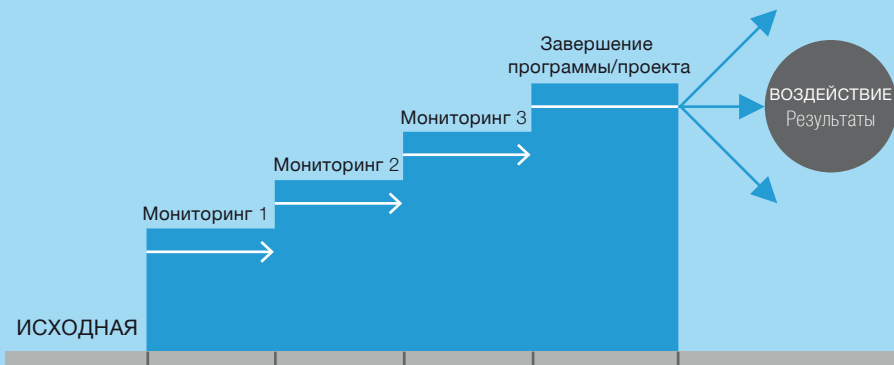 Завершение
программы/проекта
ВОЗДЕЙСТВИЕ
Результаты
Мониторинг 3
Мониторинг 2
Мониторинг 1
ИСХОДНАЯ